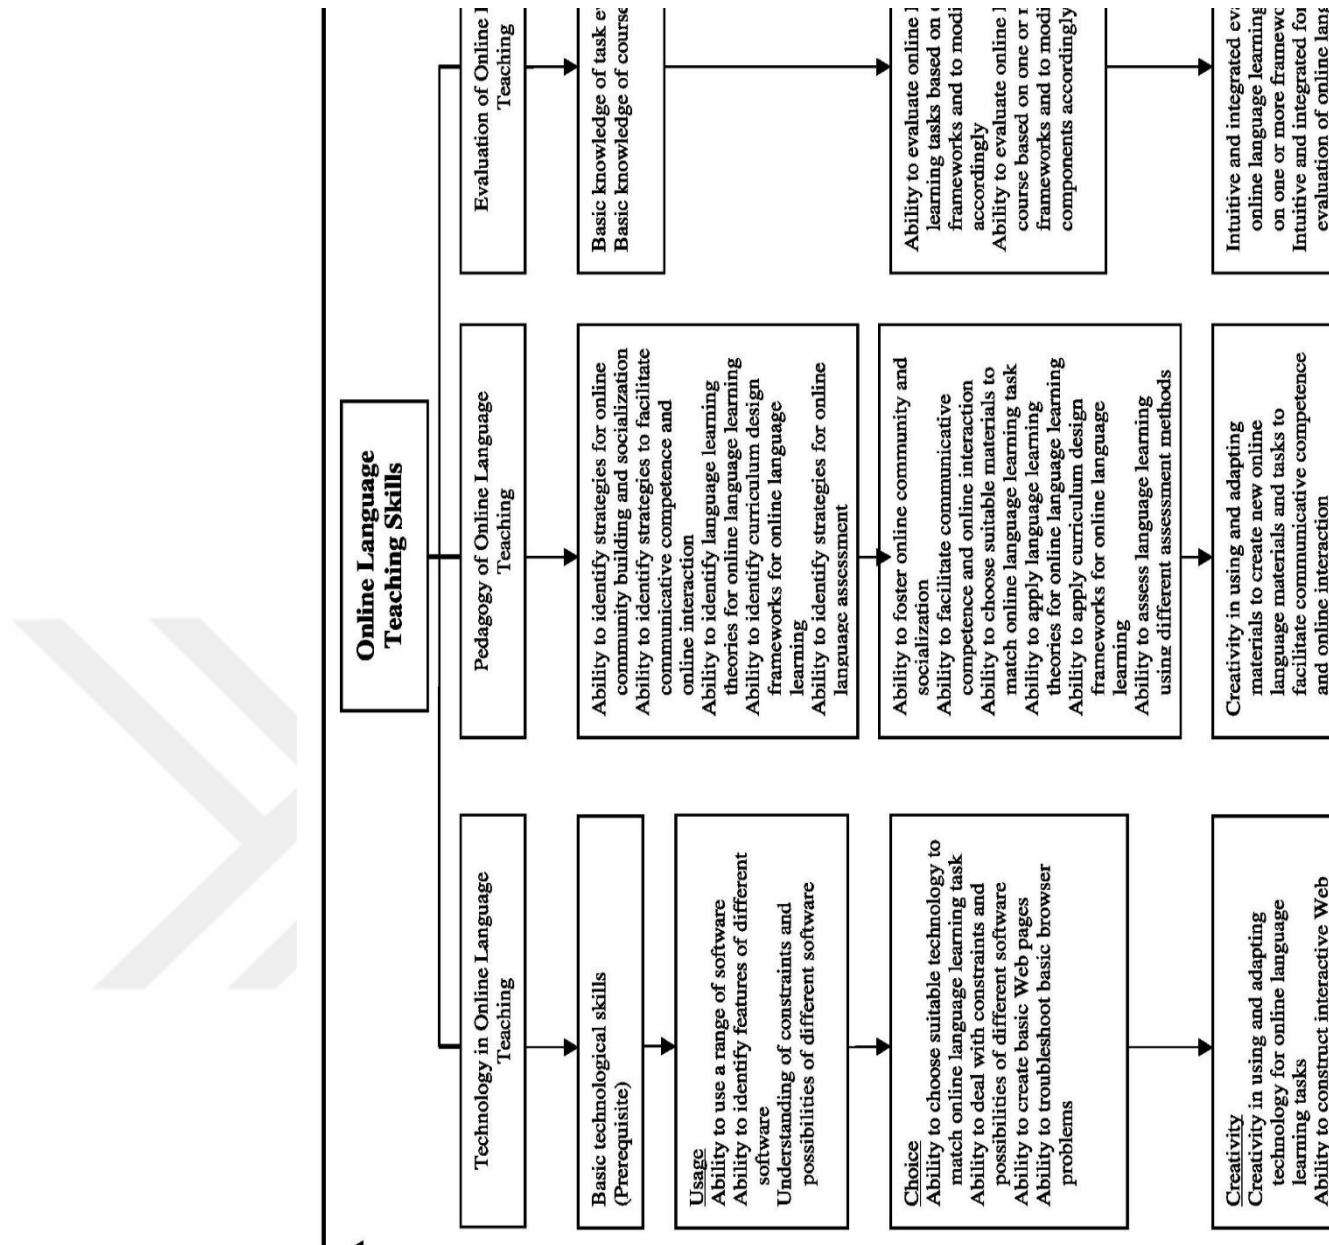 Online Language
Teaching Skills
Technology in Online Language
Teaching
Basic technological skills
(Prerequisite)
Usage
Ability to use a range of software
Ability to identify features of different
software
Understanding of constraints and
possibilities of different software
Choice
Ability to choose suitable technology to
match online language learning task
Ability to deal with constraints and
possibilities of different software
Ability to create basic Web pages
Ability to troubleshoot basic browser
problems
Creativity
Creativity in using and adapting
technology for online language
learning tasks
Ability to construct interactive Web
Pedagogy of Online Language
Teaching
Ability to identify strategies for online
community building and socialization
Ability to identify strategies to facilitate
communicative competence and
online interaction
Ability to identify language learning
theories for online language learning
Ability to identify curriculum design
frameworks for online language
learning
Ability to identify strategies for online
language assessment
Ability to foster online community and
socialization
Ability to facilitate communicative
competence and online interaction
Ability to choose suitable materials to
match online language learning task
Ability to apply language learning
theories for online language learning
Ability to apply curriculum design
frameworks for online language
learning
Ability to assess language learning
using different assessment methods
Creativity in using and adapting
materials to create new online
language materials and tasks to
facilitate communicative competence
and online interaction
Evaluation of Online
Teaching
Basic knowledge of task
Basic knowledge of course
Ability to evaluate online
learning tasks based on
frameworks and to
accordingly
Ability to evaluate online
course based on one or
frameworks and to
components accordingly
Intuitive and integrated
online language learning
on one or more
Intuitive and integrated
evaluation of online